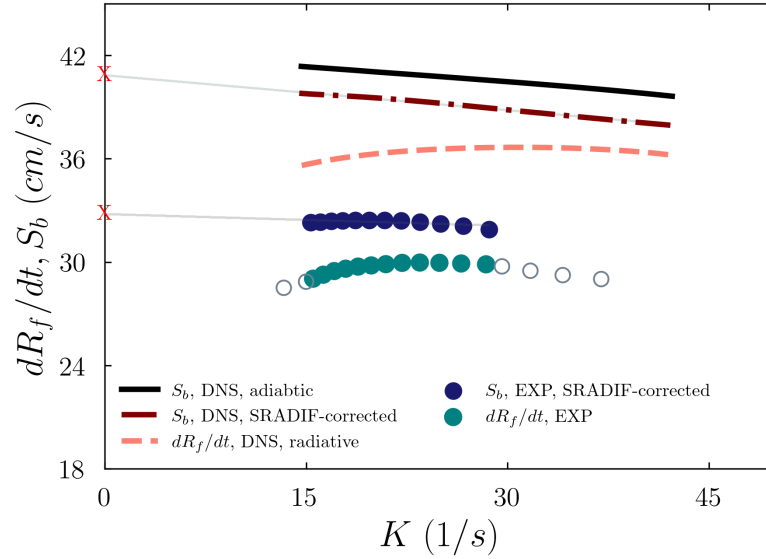 dR_f/dt, S_b (cm/s)
42
36
30
24
18
X
X
S_b, DNS, adiabtic
S_b, DNS, SRADIF-corrected
dR_f/dt, DNS, radiative
S_b, EXP, SRADIF-corrected
dR_f/dt, EXP
0 15 30 45
K (1/s)